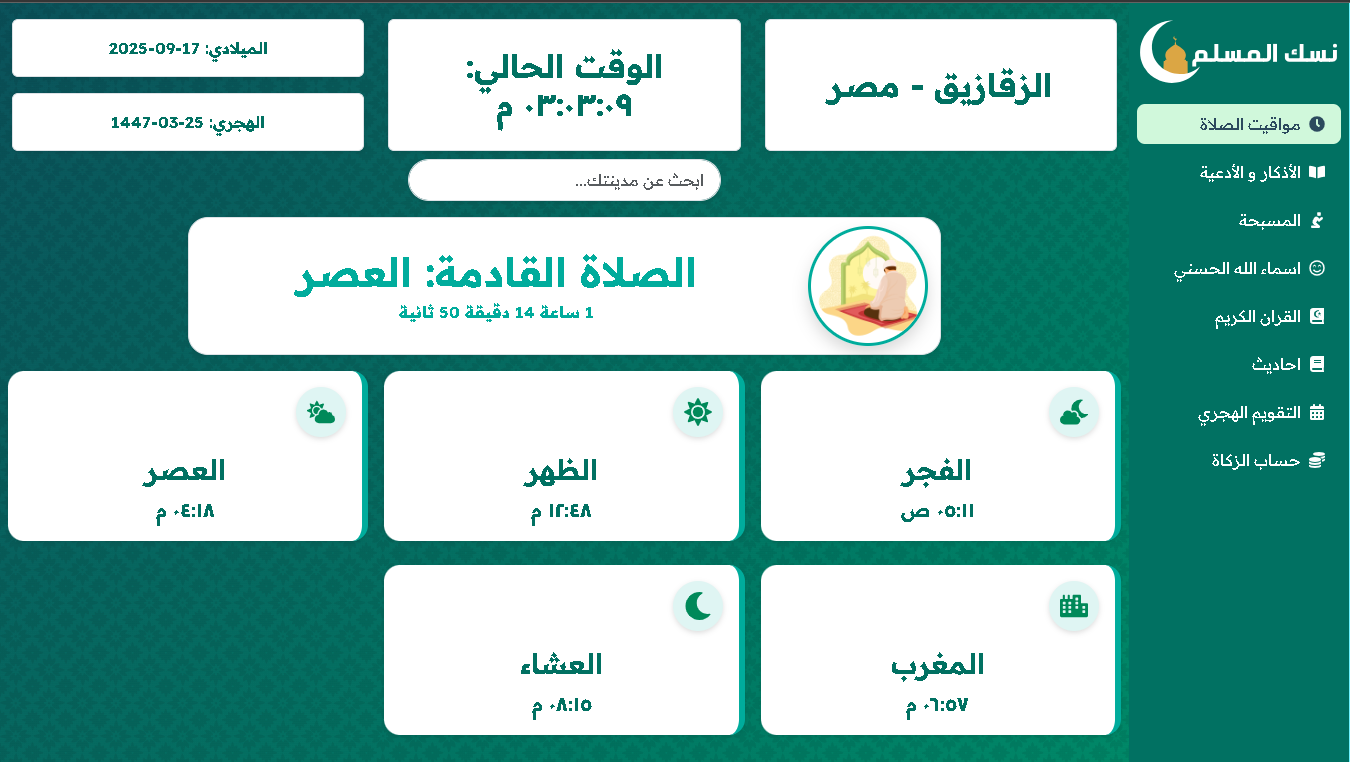 نسك المسلم
مواقيت الصلاة
الأذكار و الأدعية
المسبحة
اسماء الله الحسني
القران الكريم
احاديث
التقويم الهجري
حساب الزكاة
الزقازيق - مصر
الوقت الحالي:
٠٣:٠٣:٠٩ م
الميلادي: 17-09-2025
الهجري: 25-03-1447
ابحث عن مدينتك...
الصلاة القادمة: العصر
1 ساعة 14 دقيقة 50 ثانية
الفجر
٠٥:١١ ص
الظهر
١٢:٤٨ م
العصر
٠٤:١٨ م
المغرب
٠٦:٥٧ م
العشاء
٠٨:١٥ م